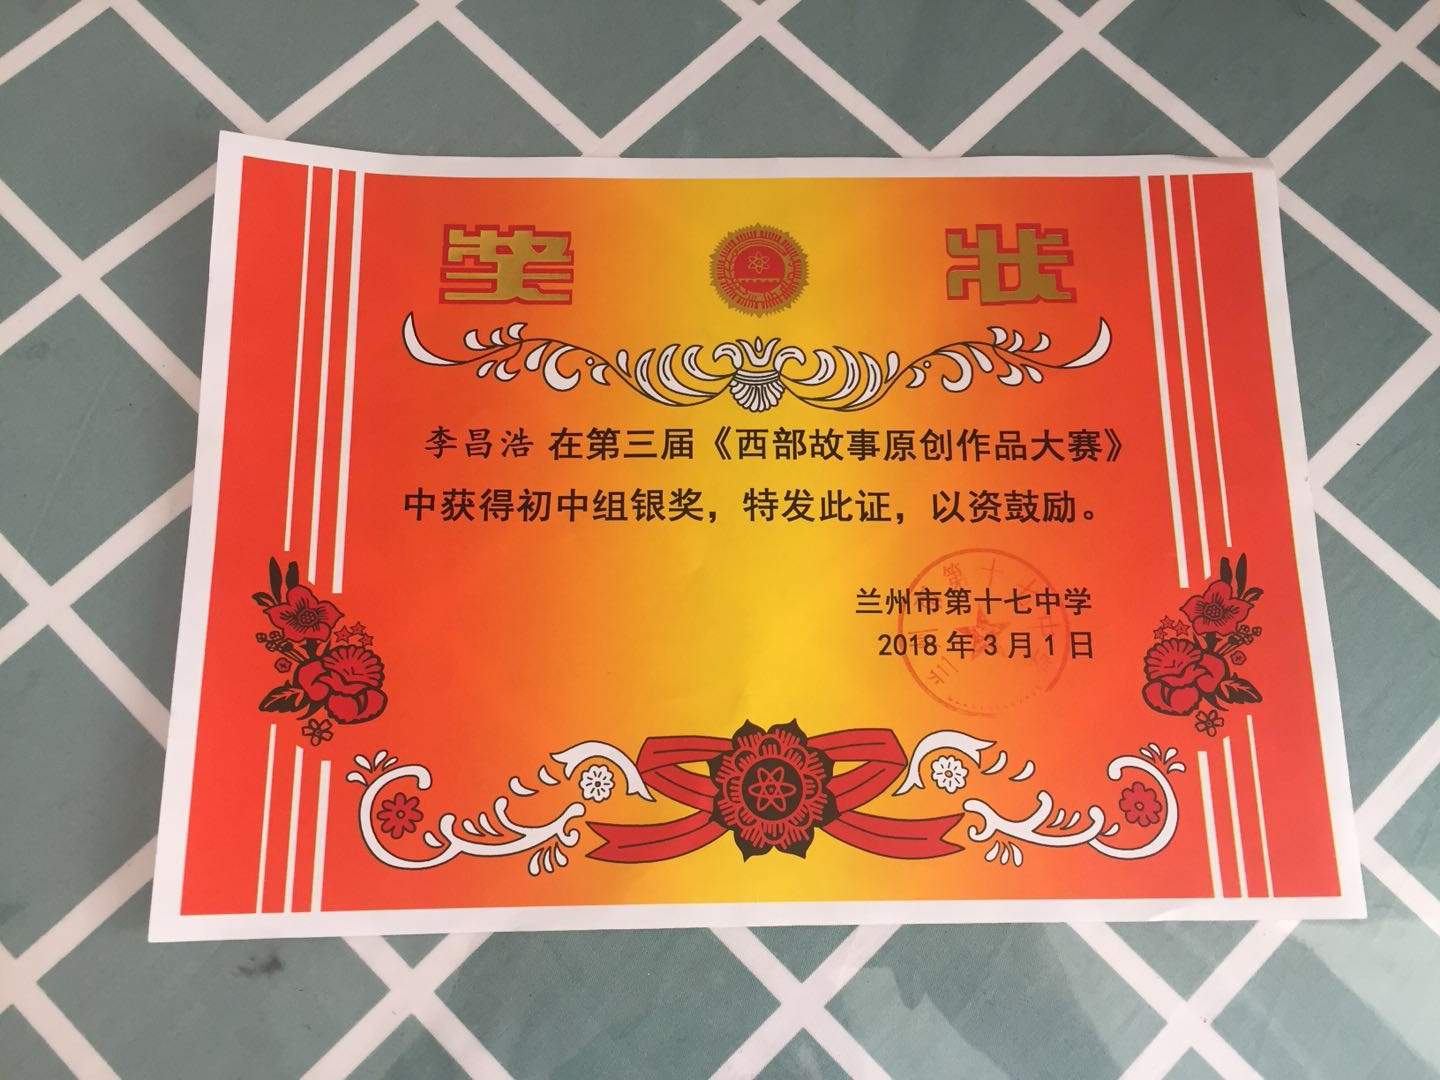 奖状
李昌浩 在第三届《西部故事原创作品大赛》
中获得初中组银奖，特发此证，以资鼓励。
兰州市第十七中学
2018 年 3 月 1 日